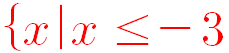 {x|x ≤ – 3